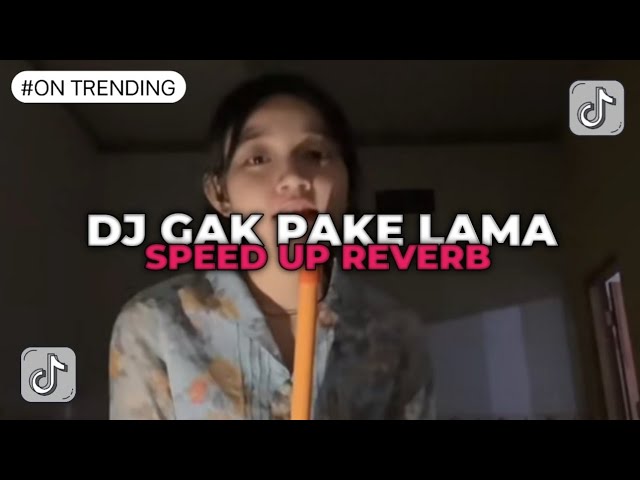 #ON TRENDING
DJ GAK PAKE LAMA
SPEED UP REVERB